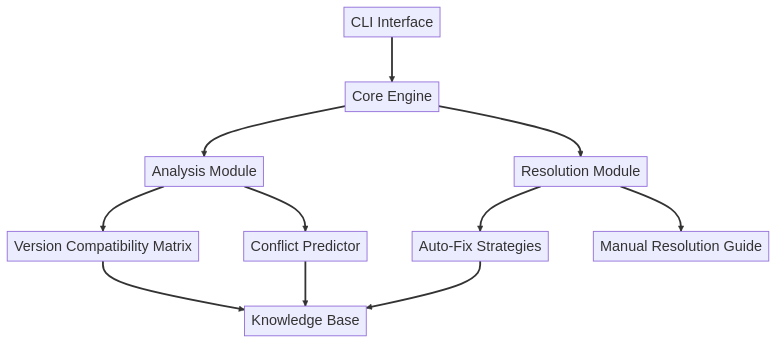 CLI Interface
Core Engine
Analysis Module
Resolution Module
Version Compatibility Matrix
Conflict Predictor
Auto-Fix Strategies
Manual Resolution Guide
Knowledge Base